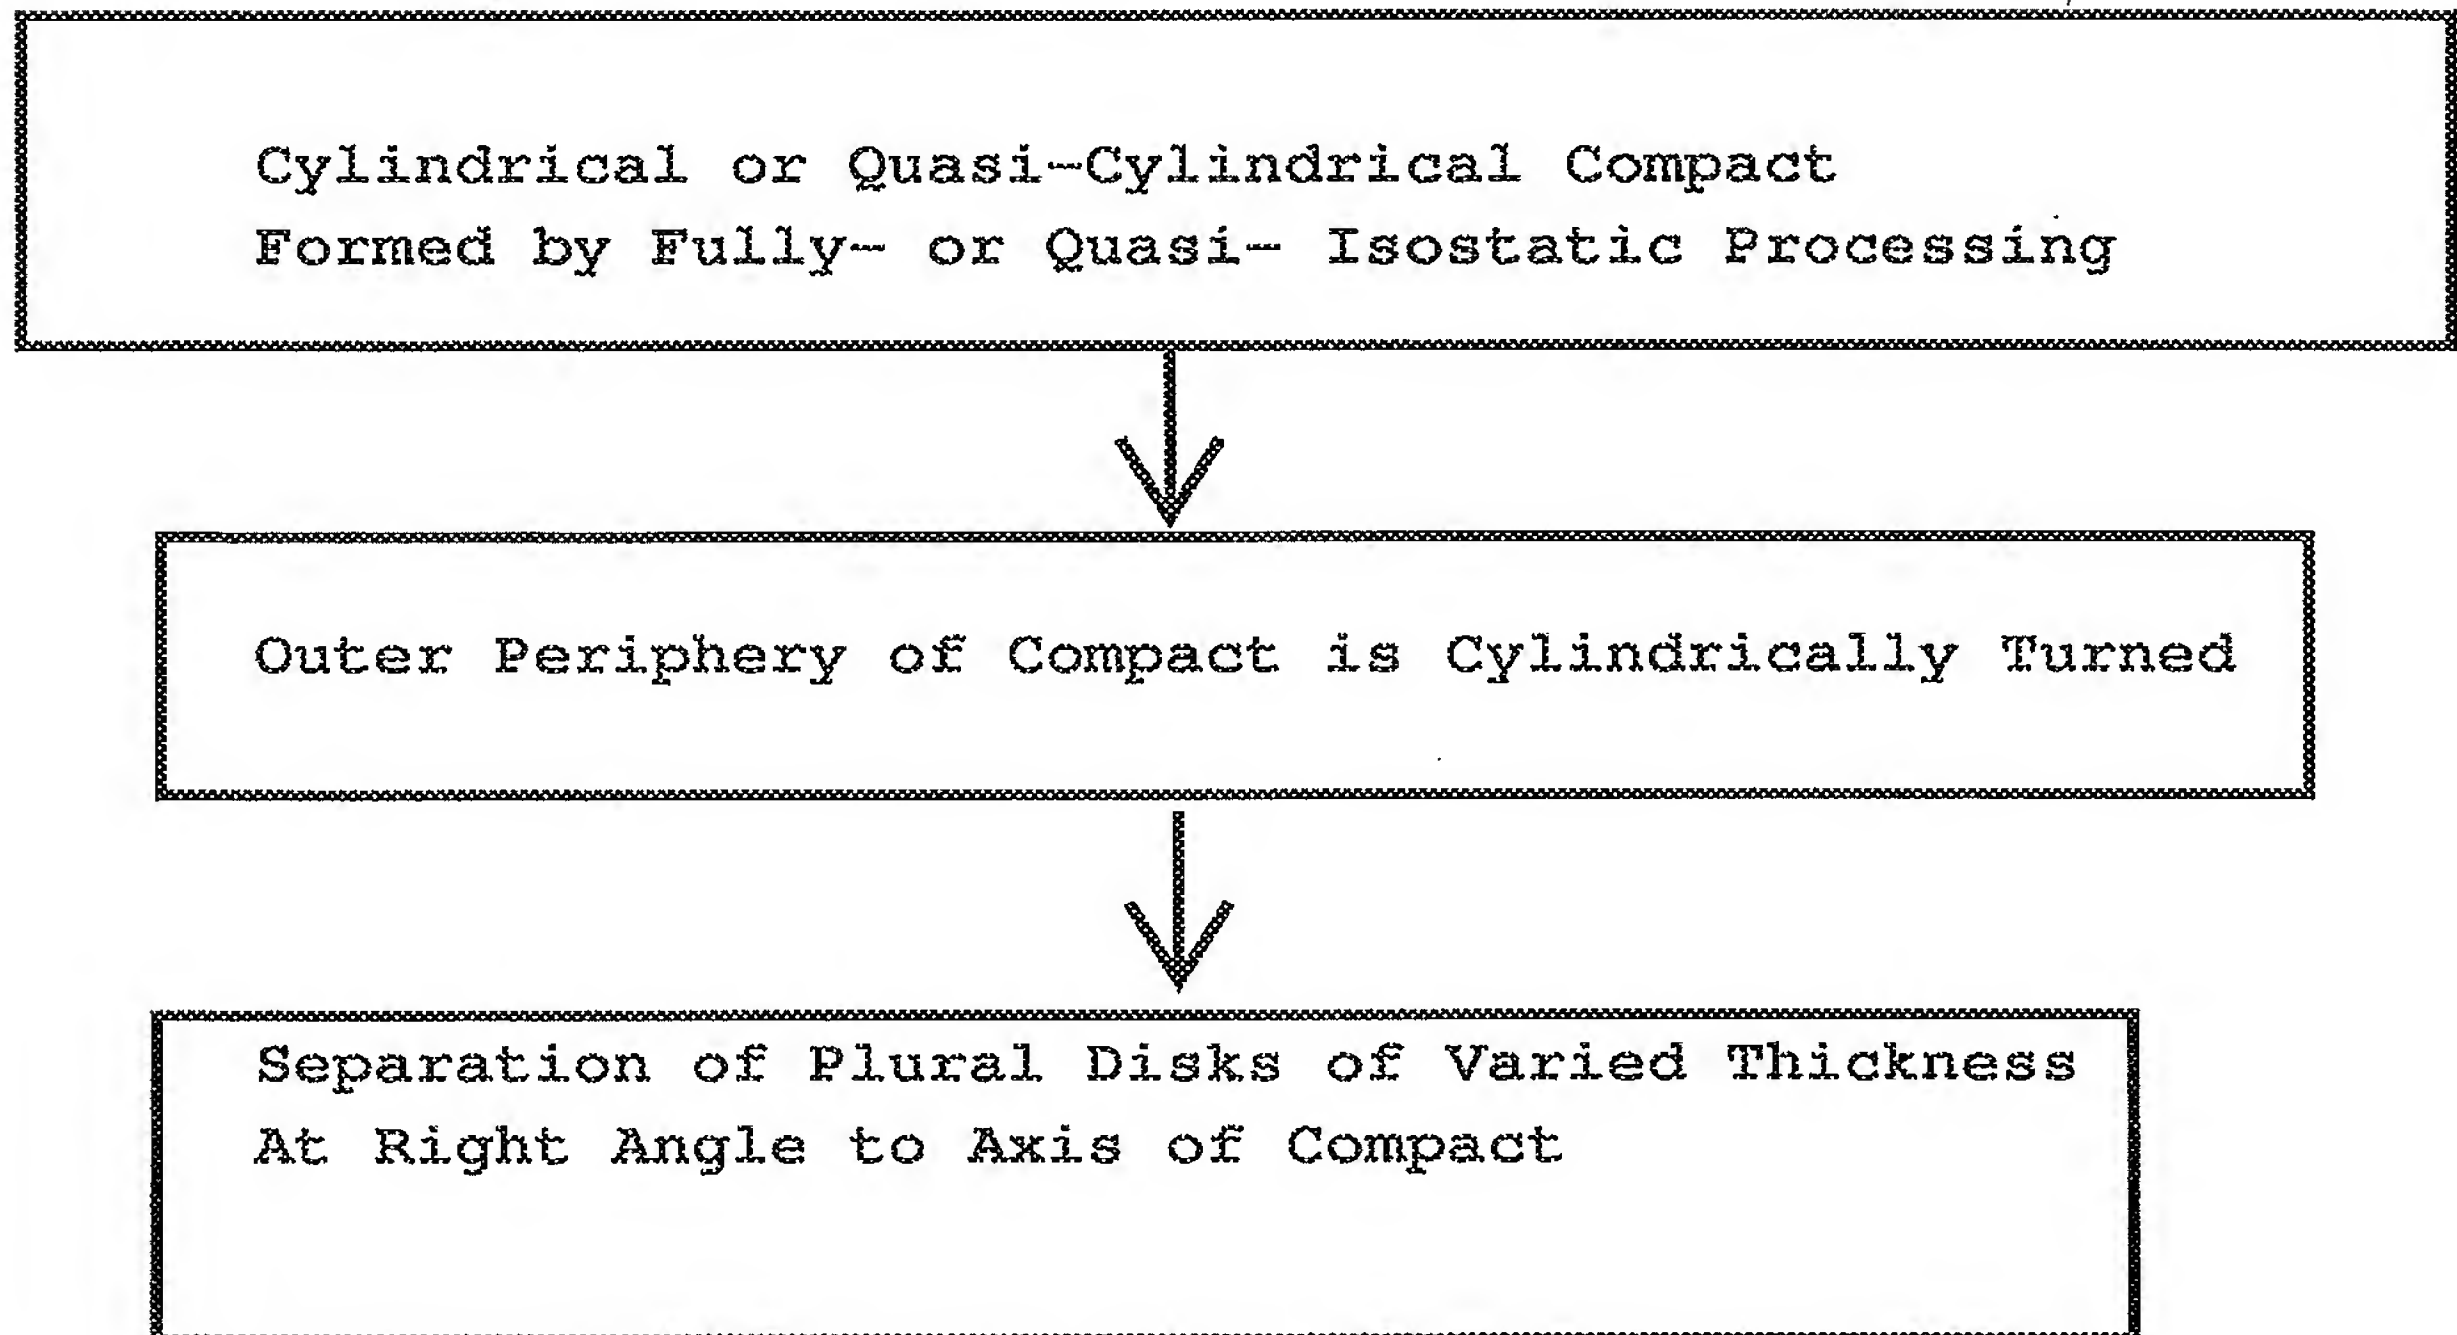 Cylindrical or Quasi-Cylindrical Compact
Formed by Fully- or Quasi- Isostatic Processing
Outer Periphery of Compact is Cylindrically Turned
Separation of Plural Disks of Varied Thickness
At Right Angle to Axis of Compact